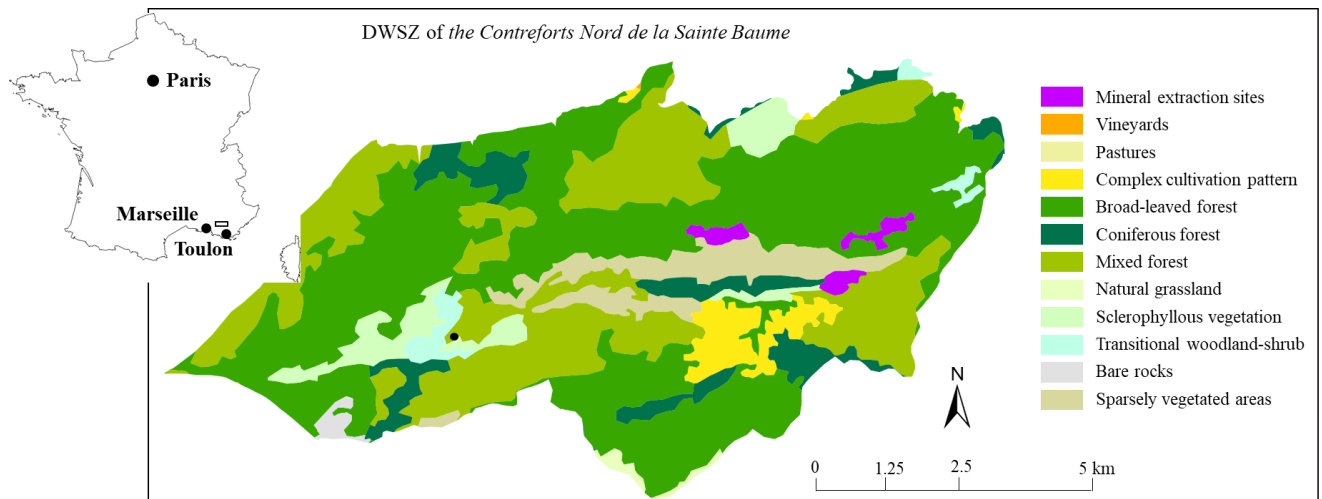 DWSZ of the Contreforts Nord de la Sainte Baume
Paris
Marseille
Toulon
Mineral extraction sites
Vineyards
Pastures
Complex cultivation pattern
Broad-leaved forest
Coniferous forest
Mixed forest
Natural grassland
Sclerophyllous vegetation
Transitional woodland-shrub
Bare rocks
Sparsely vegetated areas
N
0 1.25 2.5 5 km